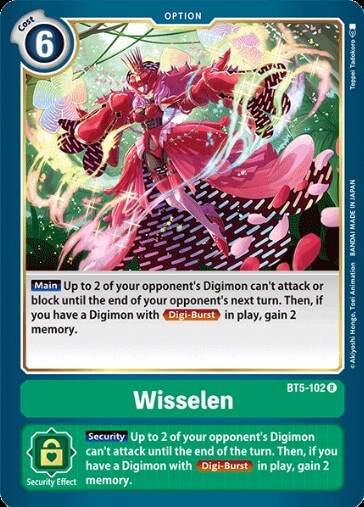 OPTION
Cost
6
Teppei Tadokoro
©Akiyoshi Hongo, Toei Animation BANDAI MADE IN JAPAN
Main Up to 2 of your opponent's Digimon can't attack or
block until the end of your opponent's next turn. Then, if
you have a Digimon with Digi-Burst in play, gain 2
memory.
BT5-102 R
Wisselen
Security Up to 2 of your opponent's Digimon
can't attack until the end of the turn. Then, if you
have a Digimon with Digi-Burst in play, gain 2
memory.
Security Effect